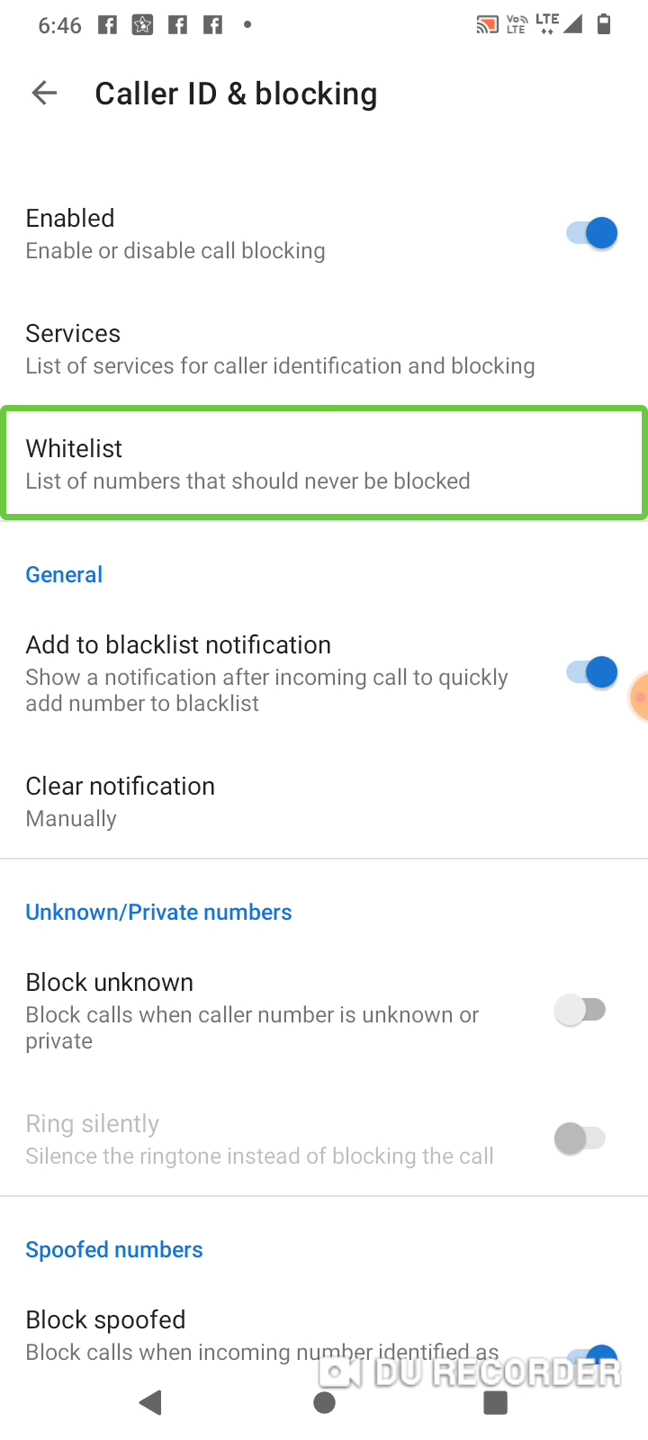 6:46 Vo LTE LTE
Caller ID & blocking
Enabled
Enable or disable call blocking
Services
List of services for caller identification and blocking
Whitelist
List of numbers that should never be blocked
General
Add to blacklist notification
Show a notification after incoming call to quickly
add number to blacklist
Clear notification
Manually
Unknown/Private numbers
Block unknown
Block calls when caller number is unknown or
private
Ring silently
Silence the ringtone instead of blocking the call
Spoofed numbers
Block spoofed
Block calls when incoming number identified as
DU RECORDER